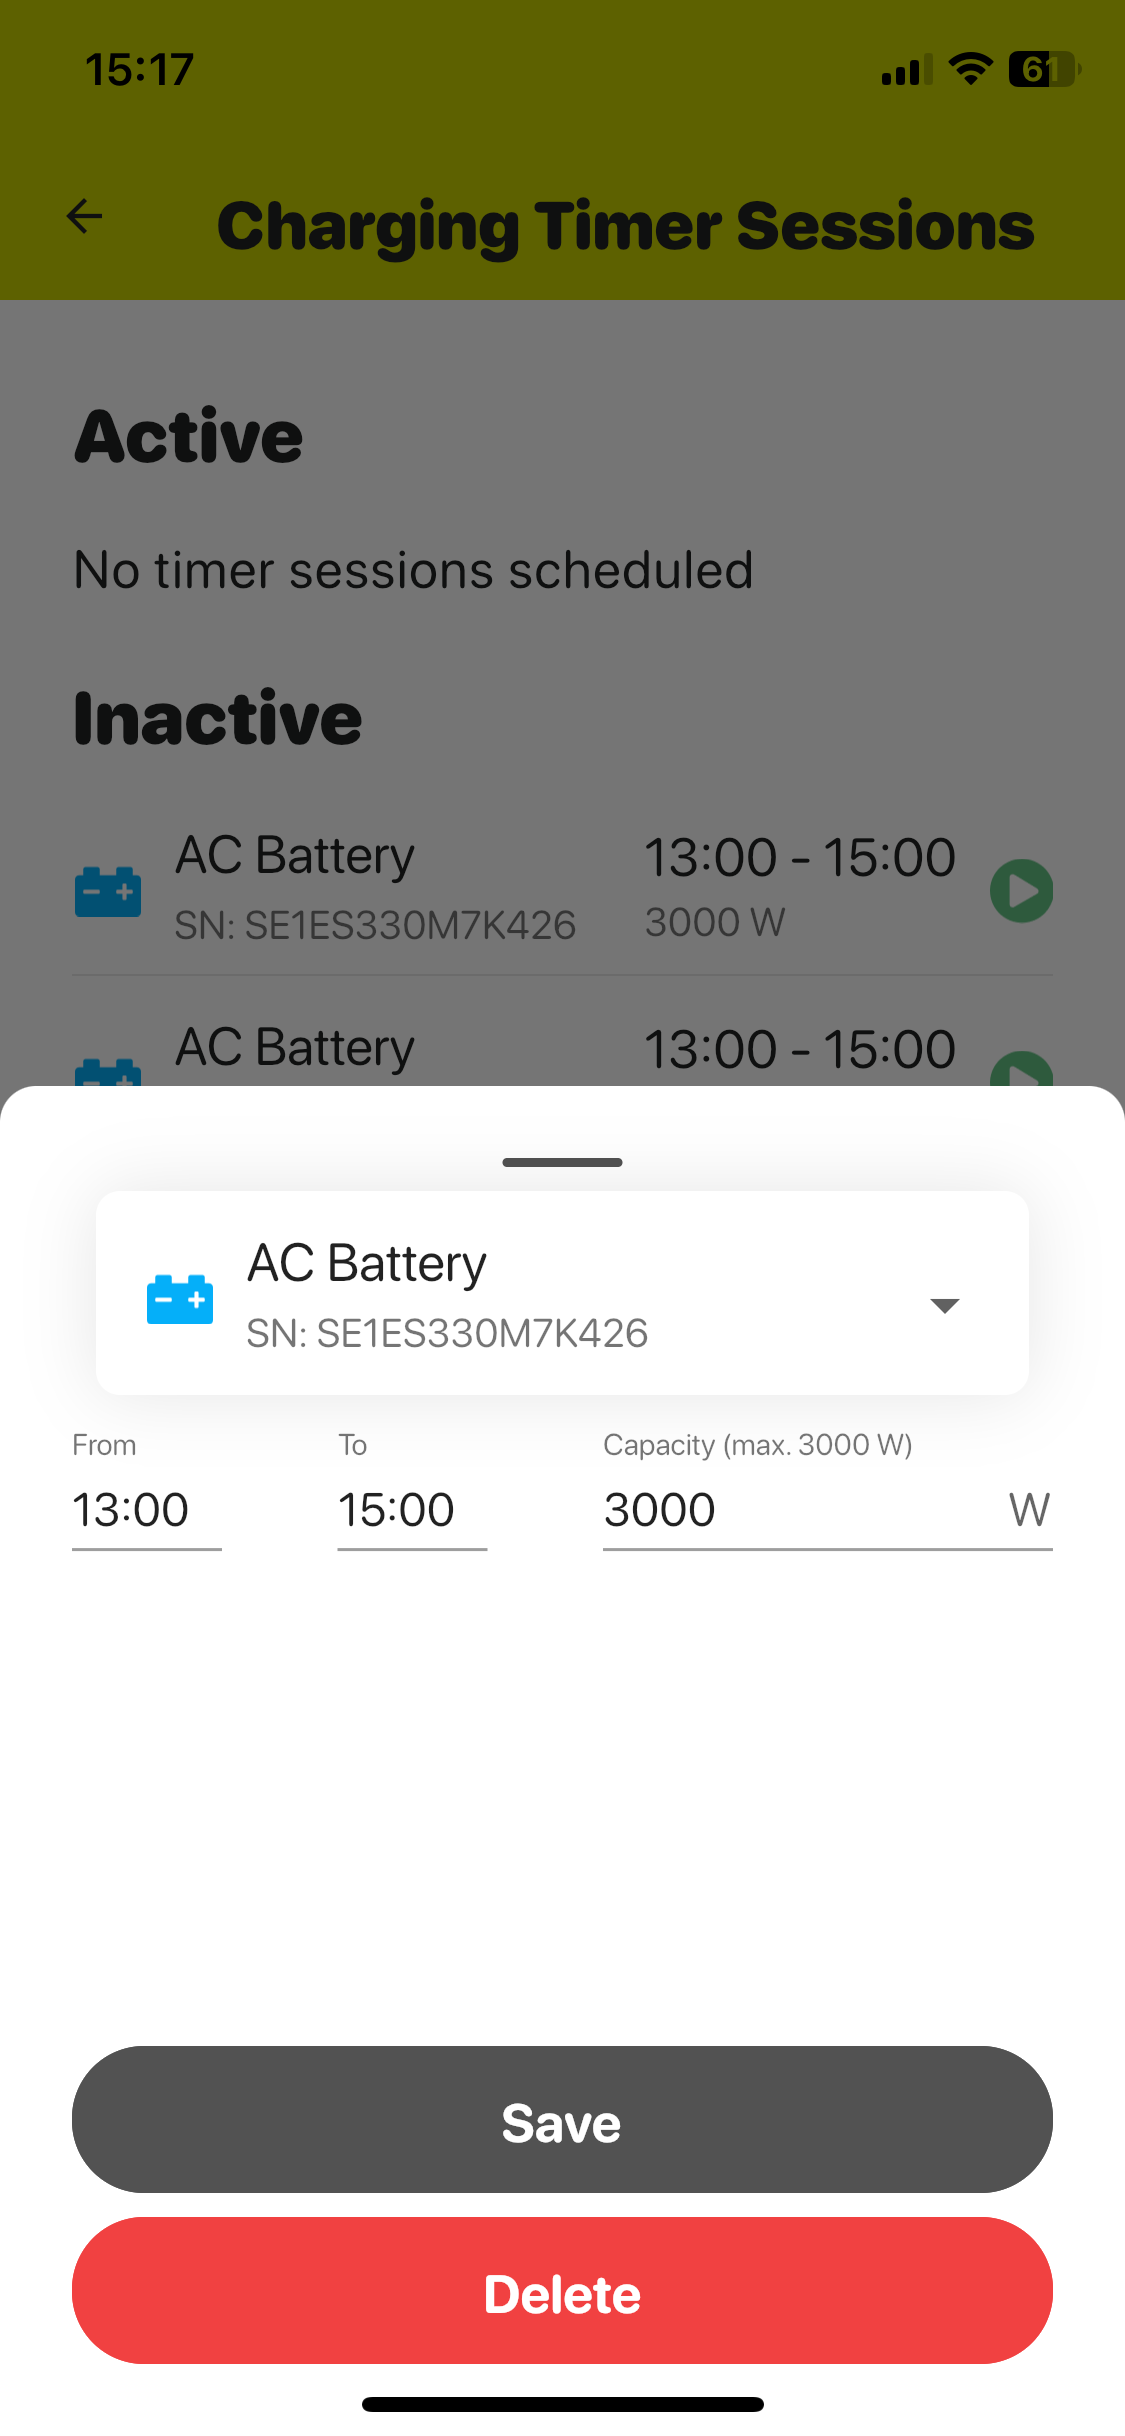 15:17
61
Charging Timer Sessions
Active
No timer sessions scheduled
Inactive
AC Battery
13:00 - 15:00
SN: SE1ES330M7K426
3000 W
AC Battery
13:00 - 15:00
AC Battery
SN: SE1ES330M7K426
From
To
Capacity (max. 3000 W)
13:00
15:00
3000
W
Save
Delete